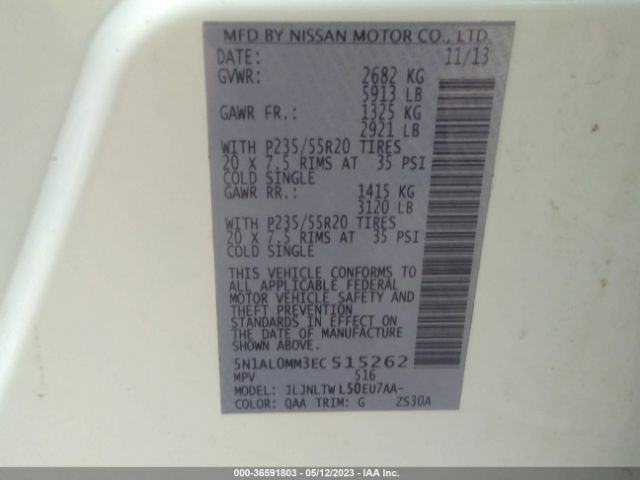 MFD BY NISSAN MOTOR CO., LTD
DATE: 11/13
GVWR: 2682 KG
5913 LB
GAWR FR.: 1325 KG
2921 LB
WITH P235/55R20 TIRES
20 X 7.5 RIMS AT 35 PSI
COLD SINGLE
GAWR RR.: 1415 KG
3120 LB
WITH P235/55R20 TIRES
20 X 7.5 RIMS AT 35 PSI
COLD SINGLE
THIS VEHICLE CONFORMS TO
ALL APPLICABLE FEDERAL
MOTOR VEHICLE SAFETY AND
THEFT PREVENTION
STANDARDS IN EFFECT ON
THE DATE OF MANUFACTURE
SHOWN ABOVE.
5N1AL0MM3EC515262
MPV 516
MODEL: JLJNLTWL50EU7AA-
COLOR: QAA TRIM: G ZS30A
000-36591803 - 05/12/2023 - IAA Inc.